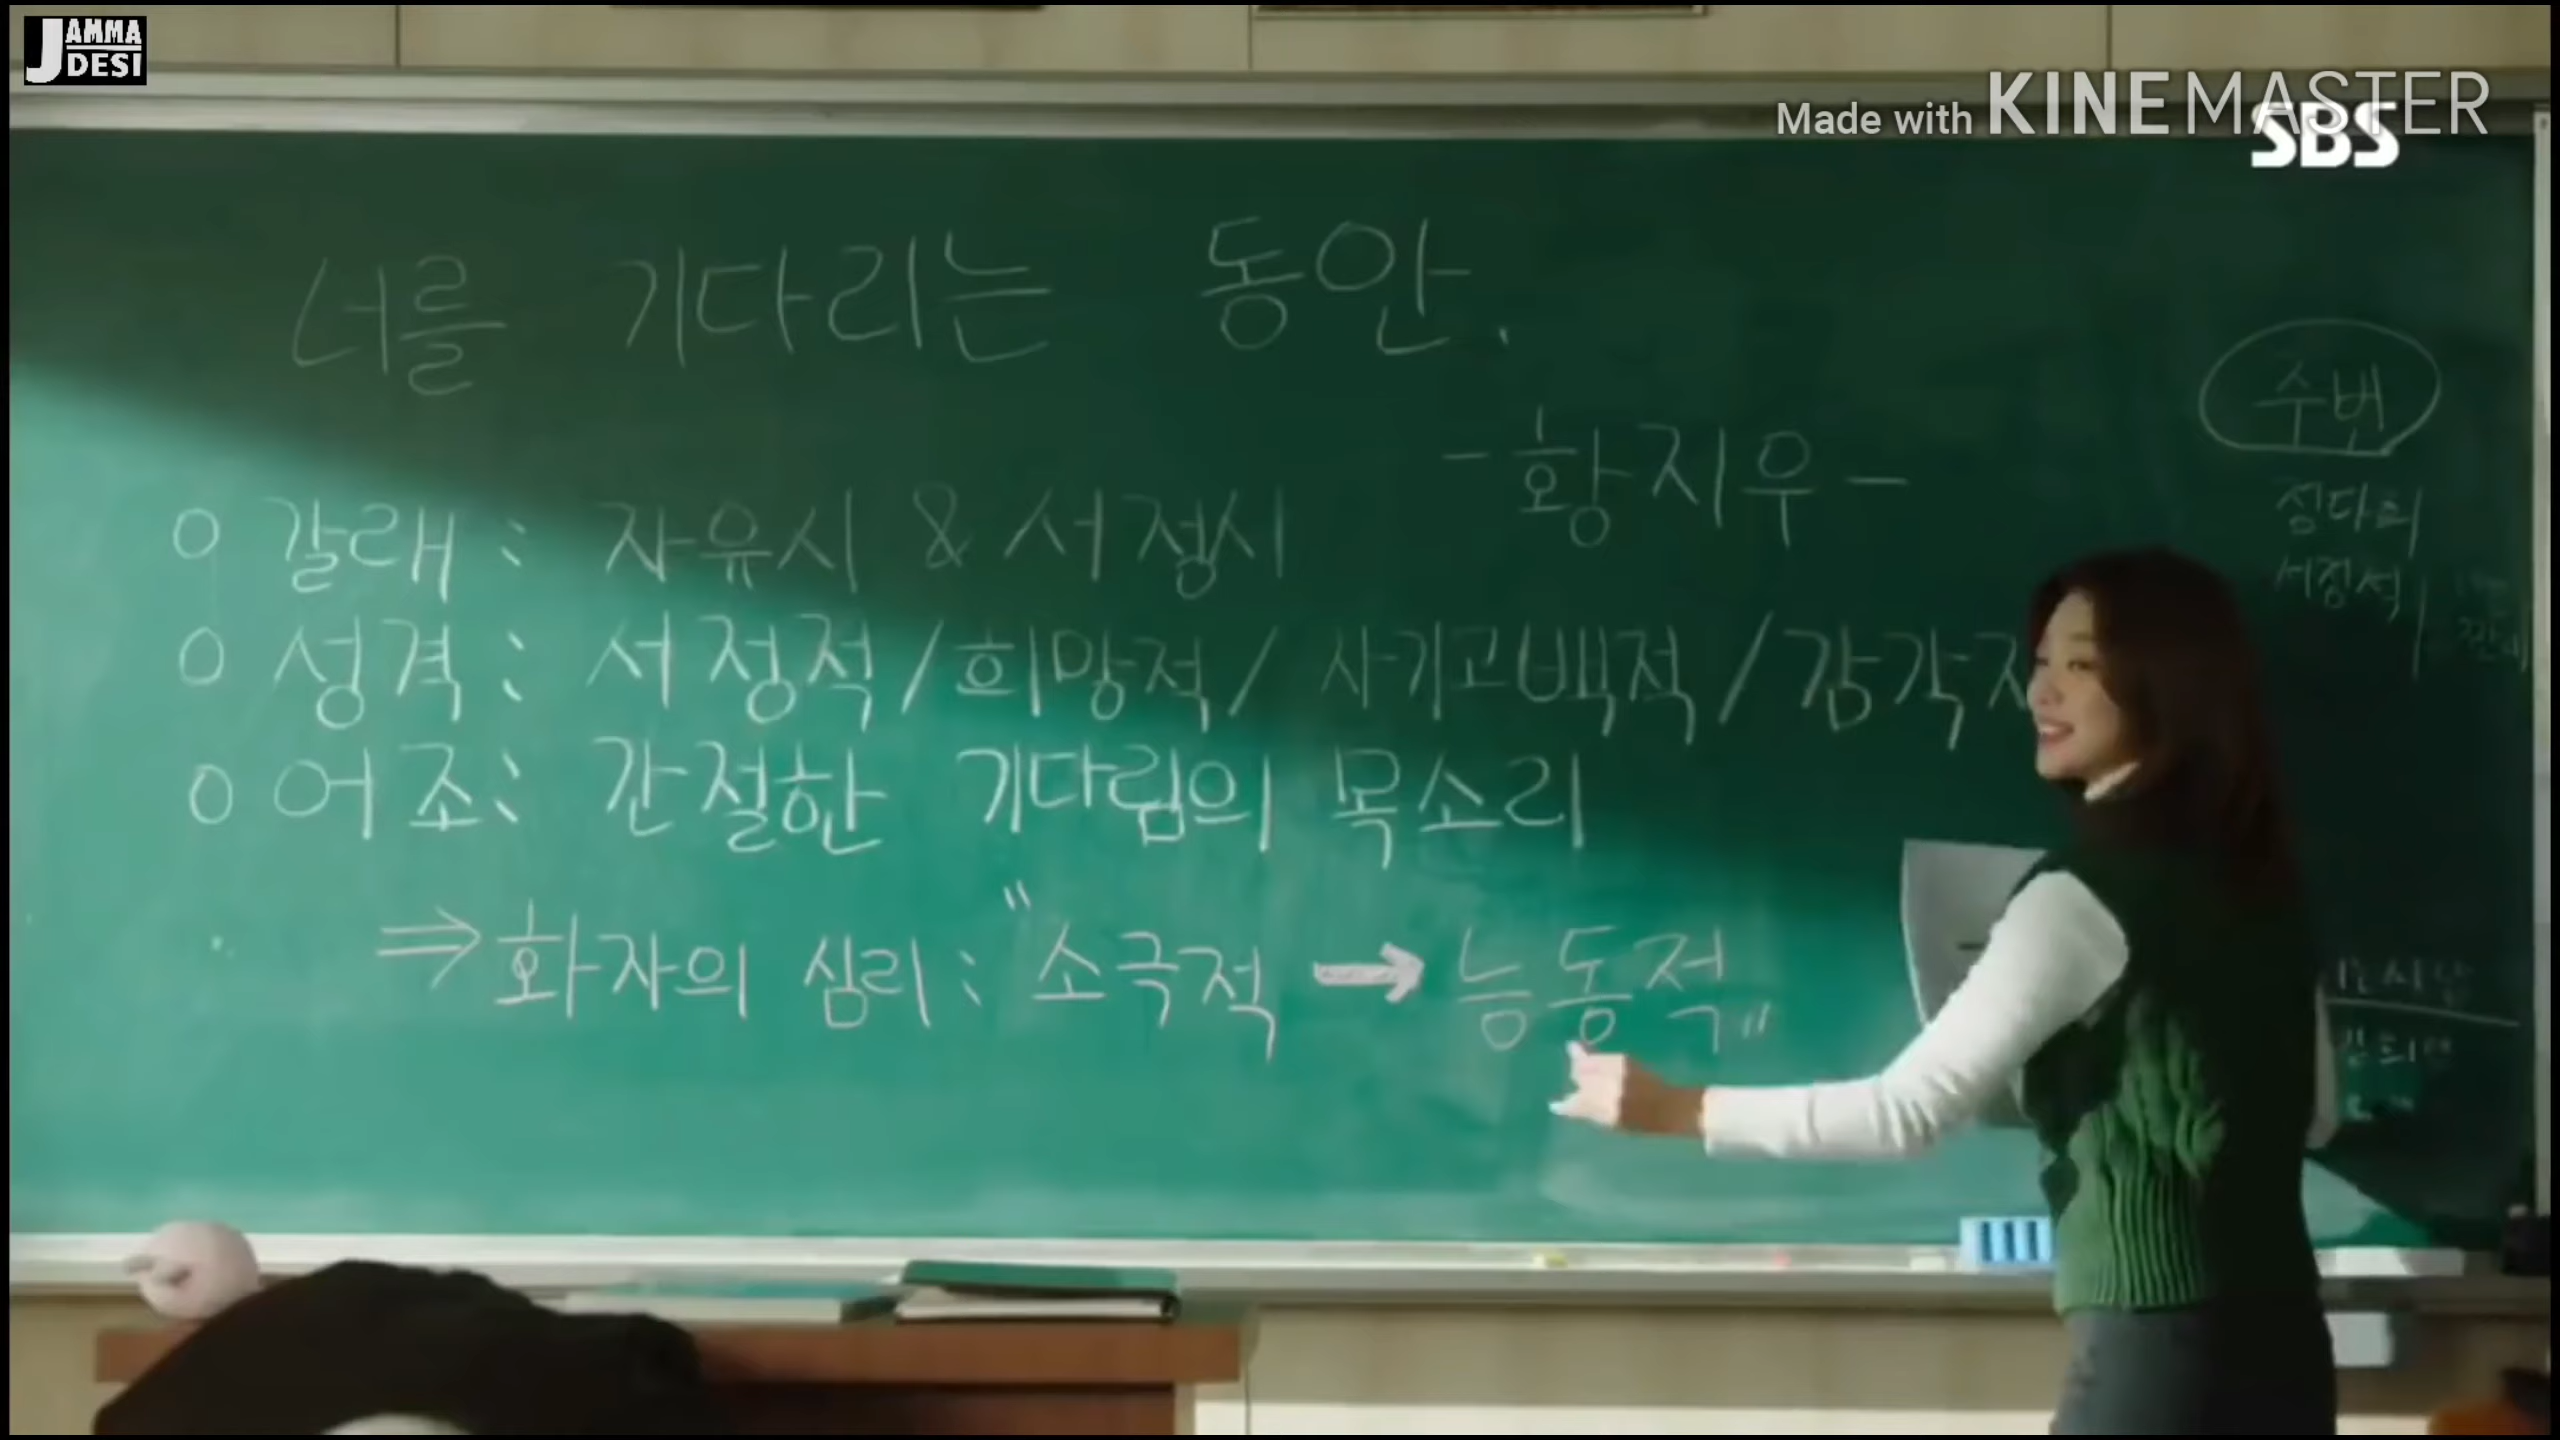 JAMMA
DESI
Made with KINEMASTER
SBS
너를 기다리는 동안.
-황지우-
주번
○ 갈래 : 자유시 & 서정시
○ 성격 : 서정적 / 희망적 / 사기고백적 / 감각
○ 어조 : 간절한 기다림의 목소리
⇒ 화자의 심리 : "소극적 → 능동적"